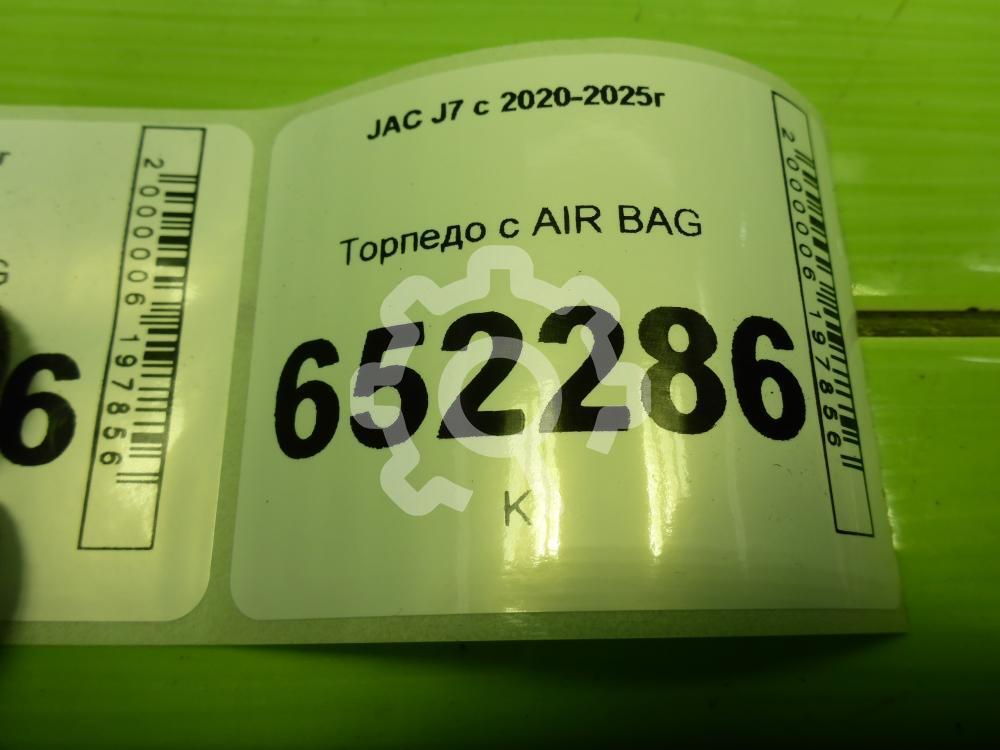 JAC J7 с 2020-2025г
Торпедо с AIR BAG
652286
К
2000006197856
6
2000006197856